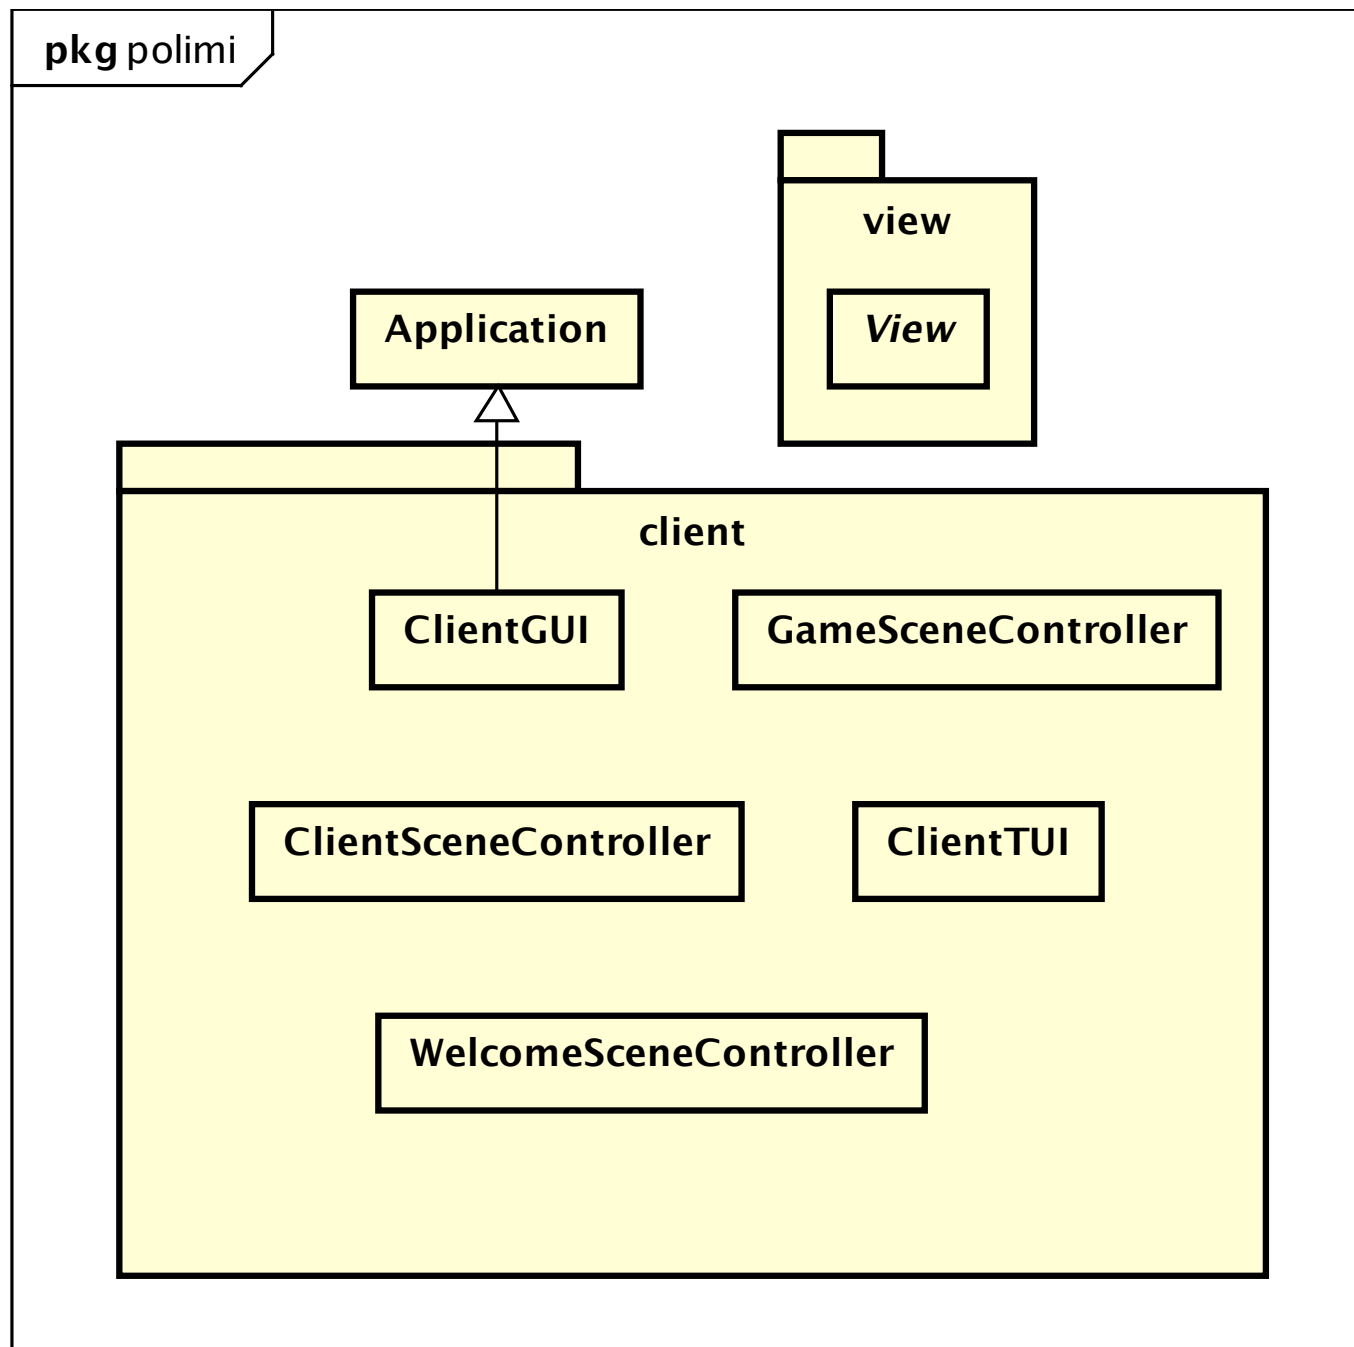 pkg polimi
view
Application
View
client
ClientGUI
GameSceneController
ClientSceneController
ClientTUI
WelcomeSceneController